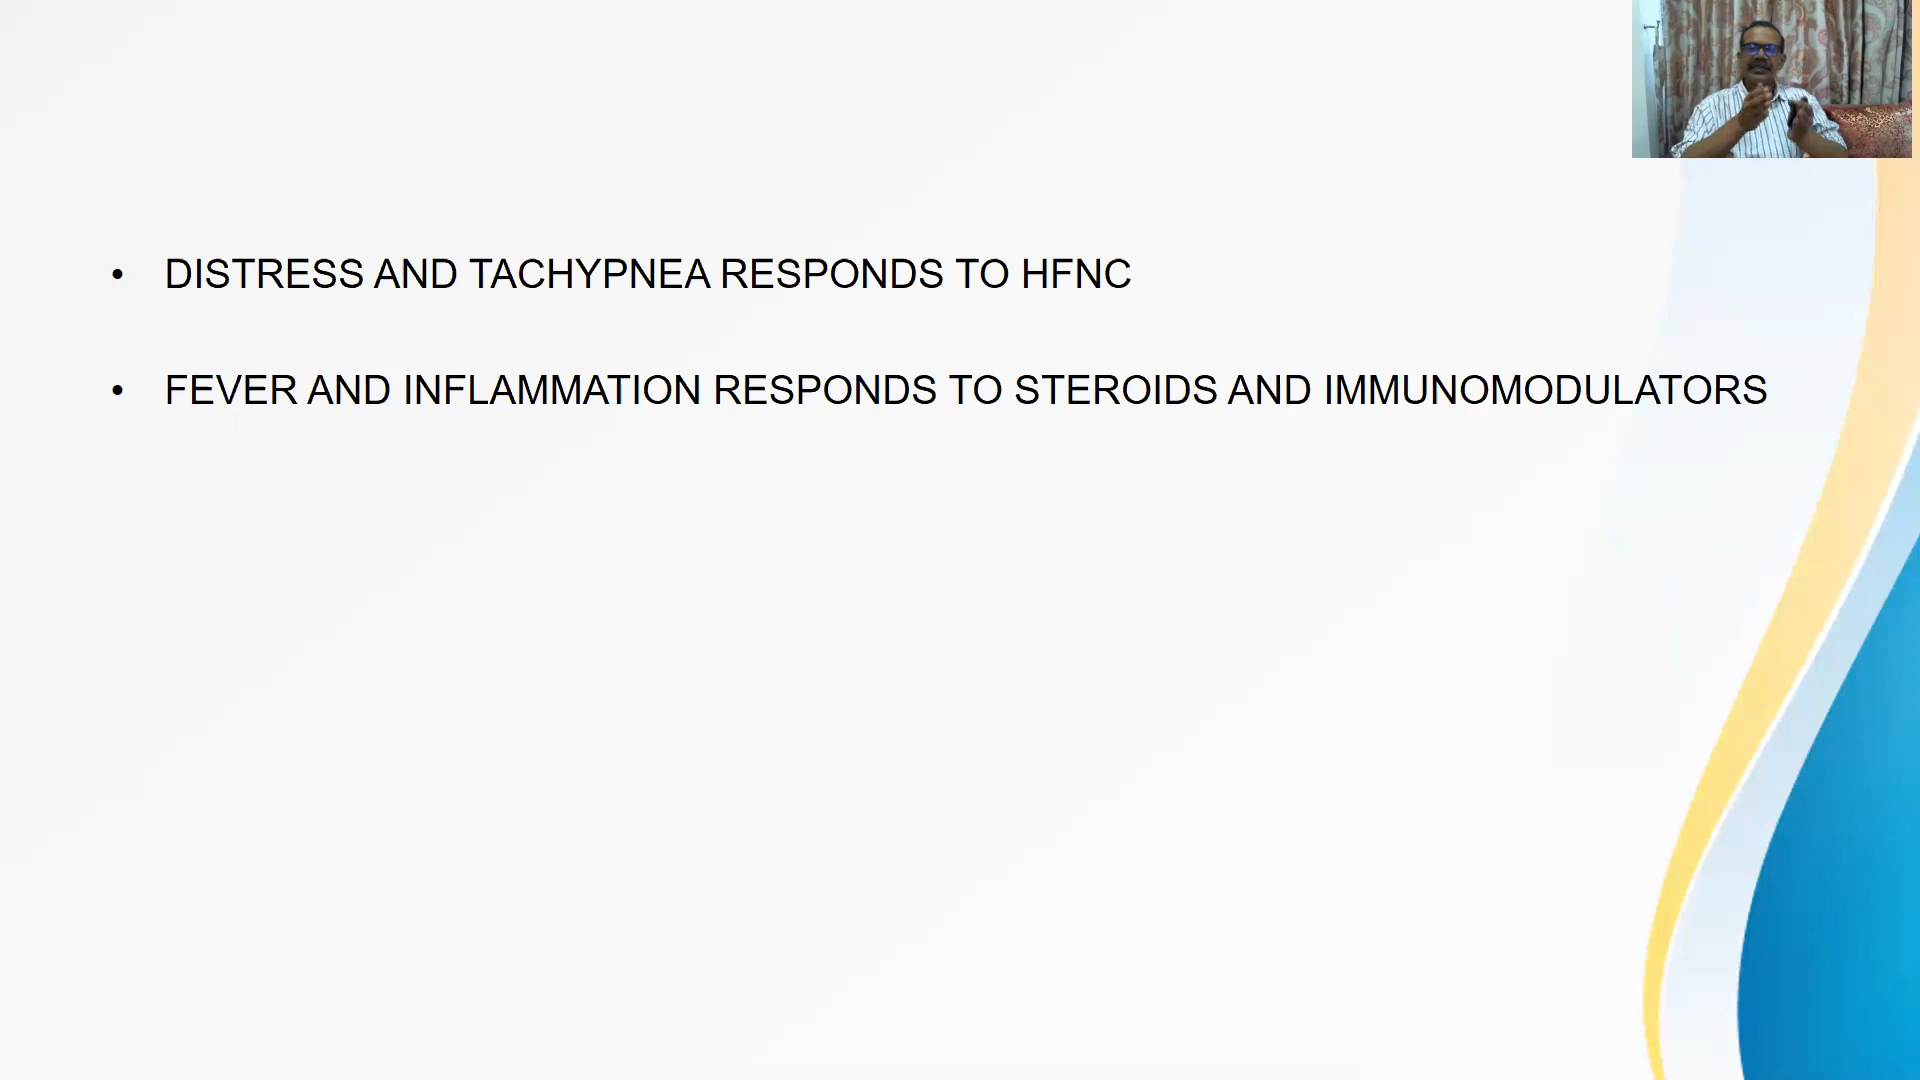 • DISTRESS AND TACHYPNEA RESPONDS TO HFNC
• FEVER AND INFLAMMATION RESPONDS TO STEROIDS AND IMMUNOMODULATORS